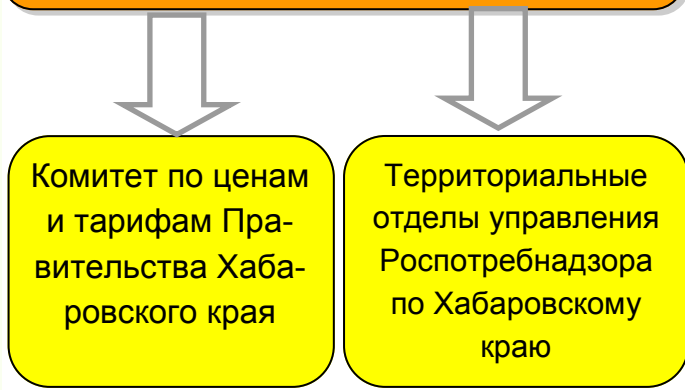 Комитет по ценам
и тарифам Пра-
вительства Хаба-
ровского края
Территориальные
отделы управления
Роспотребнадзора
по Хабаровскому
краю